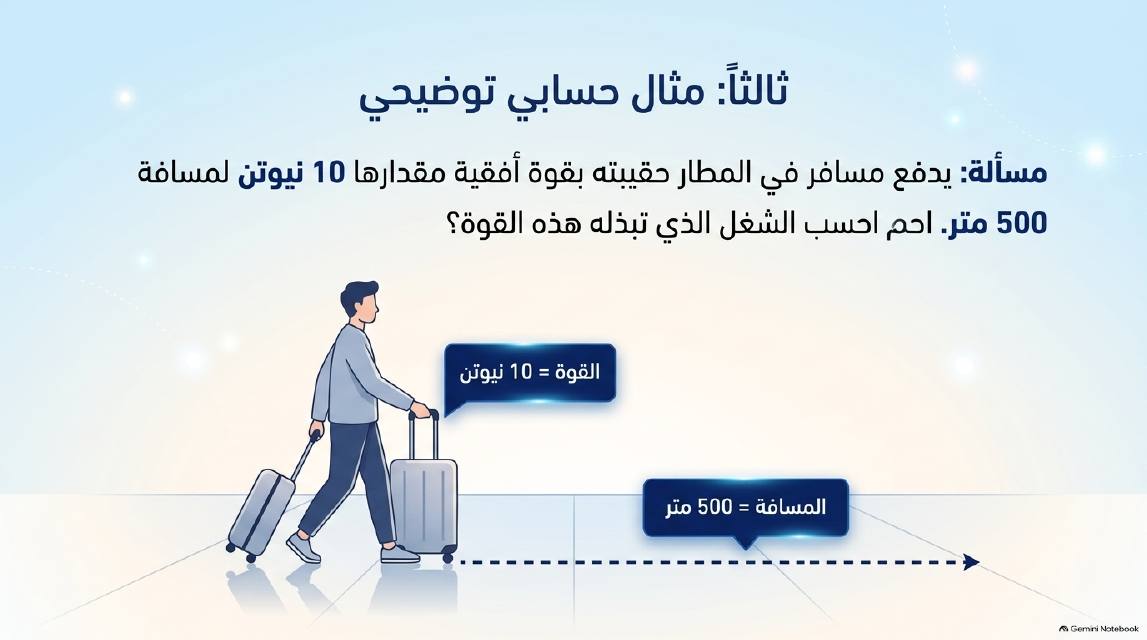 ثالثاً: مثال حسابي توضيحي
مسألة: يدفع مسافر في المطار حقيبته بقوة أفقية مقدارها 10 نيوتن لمسافة
500 متر. احم احسب الشغل الذي تبذله هذه القوة؟
القوة = 10 نيوتن
المسافة = 500 متر
Gemini Notebook